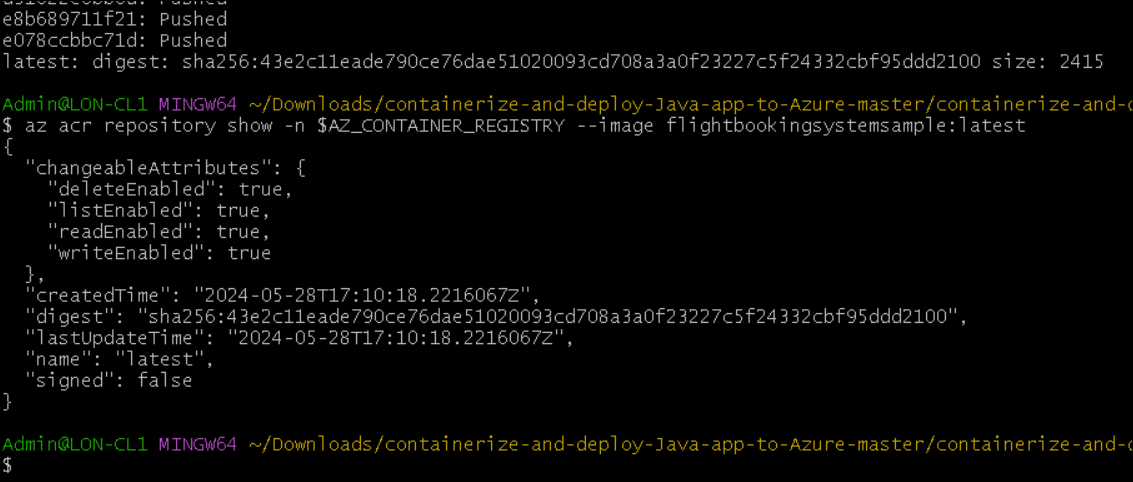 e8b689711f21: Pushed
e078ccbbc71d: Pushed
latest: digest: sha256:43e2c11eade790ce76dae51020093cd708a3a0f23227c5f24332cbf95ddd2100 size: 2415
Admin@LON-CL1 MINGW64 ~/Downloads/containerize-and-deploy-Java-app-to-Azure-master/containerize-and-
$ az acr repository show -n $AZ_CONTAINER_REGISTRY --image flightbookingsystemsample:latest
{
  "changeableAttributes": {
    "deleteEnabled": true,
    "listEnabled": true,
    "readEnabled": true,
    "writeEnabled": true
  },
  "createdTime": "2024-05-28T17:10:18.2216067Z",
  "digest": "sha256:43e2c11eade790ce76dae51020093cd708a3a0f23227c5f24332cbf95ddd2100",
  "lastUpdateTime": "2024-05-28T17:10:18.2216067Z",
  "name": "latest",
  "signed": false
}
Admin@LON-CL1 MINGW64 ~/Downloads/containerize-and-deploy-Java-app-to-Azure-master/containerize-and-
$